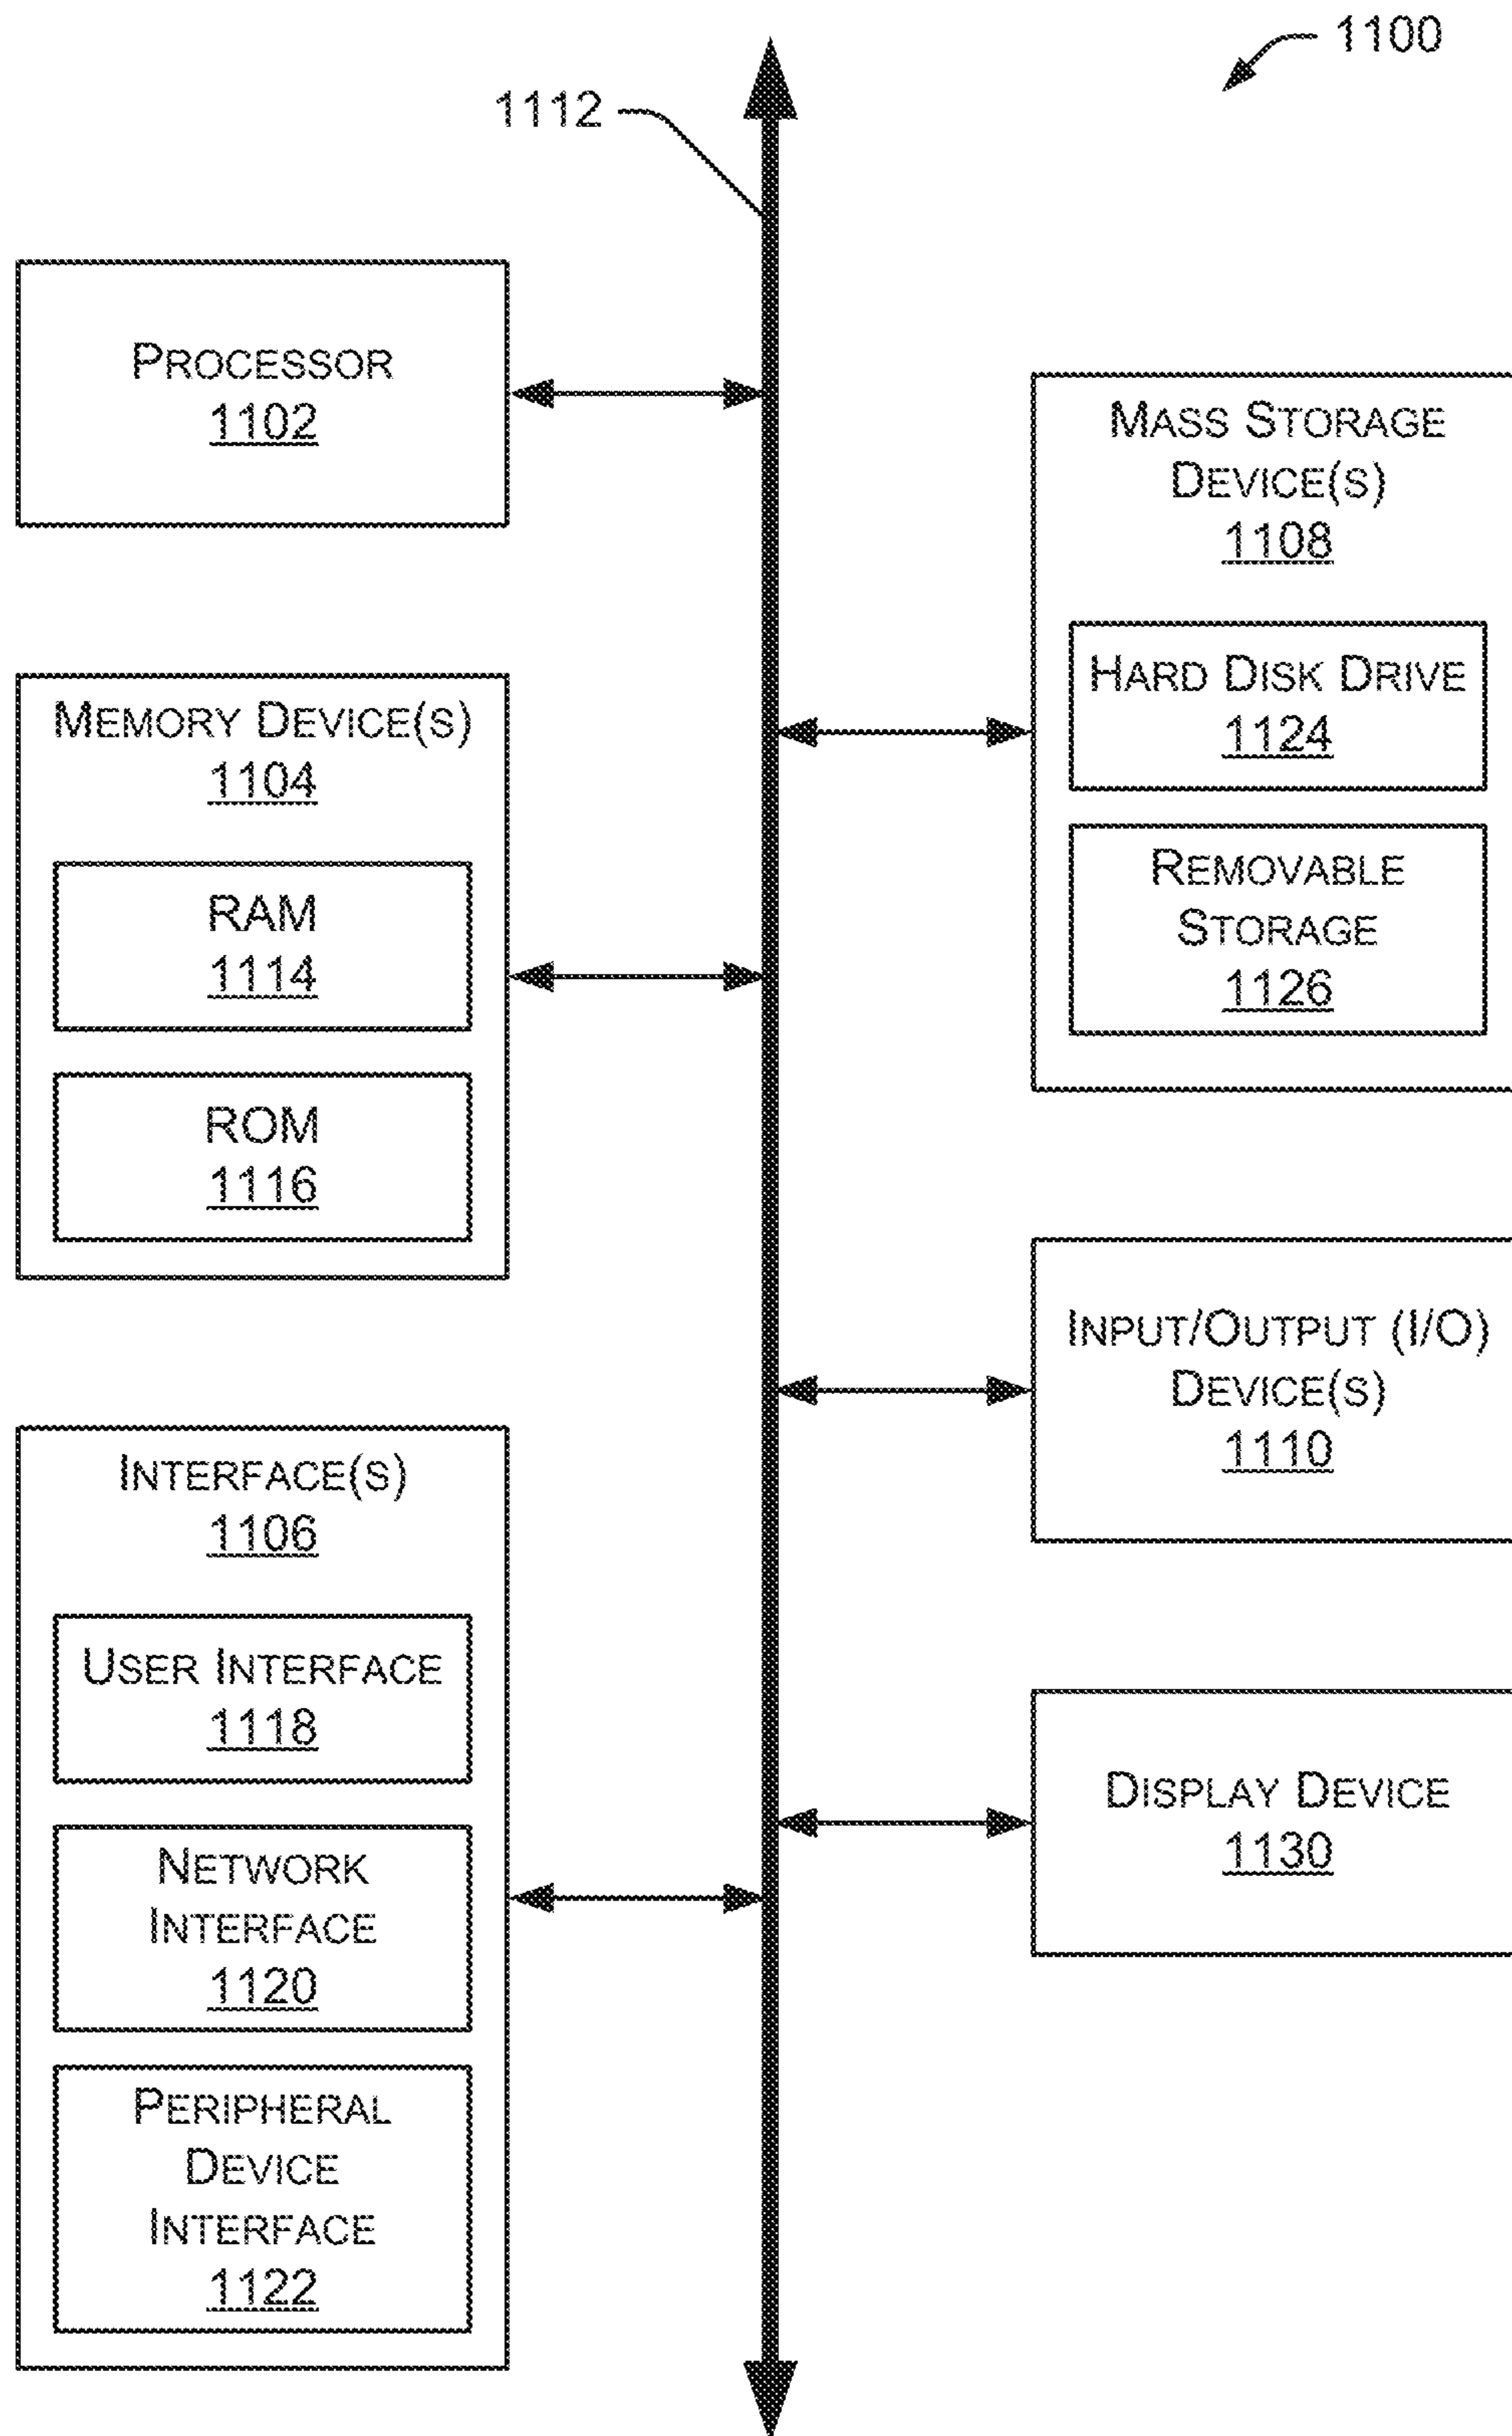 1100
1112
PROCESSOR
1102
MEMORY DEVICE(S)
1104
RAM
1114
ROM
1116
INTERFACE(S)
1106
USER INTERFACE
1118
NETWORK
INTERFACE
1120
PERIPHERAL
DEVICE
INTERFACE
1122
MASS STORAGE
DEVICE(S)
1108
HARD DISK DRIVE
1124
REMOVABLE
STORAGE
1126
INPUT/OUTPUT (I/O)
DEVICE(S)
1110
DISPLAY DEVICE
1130